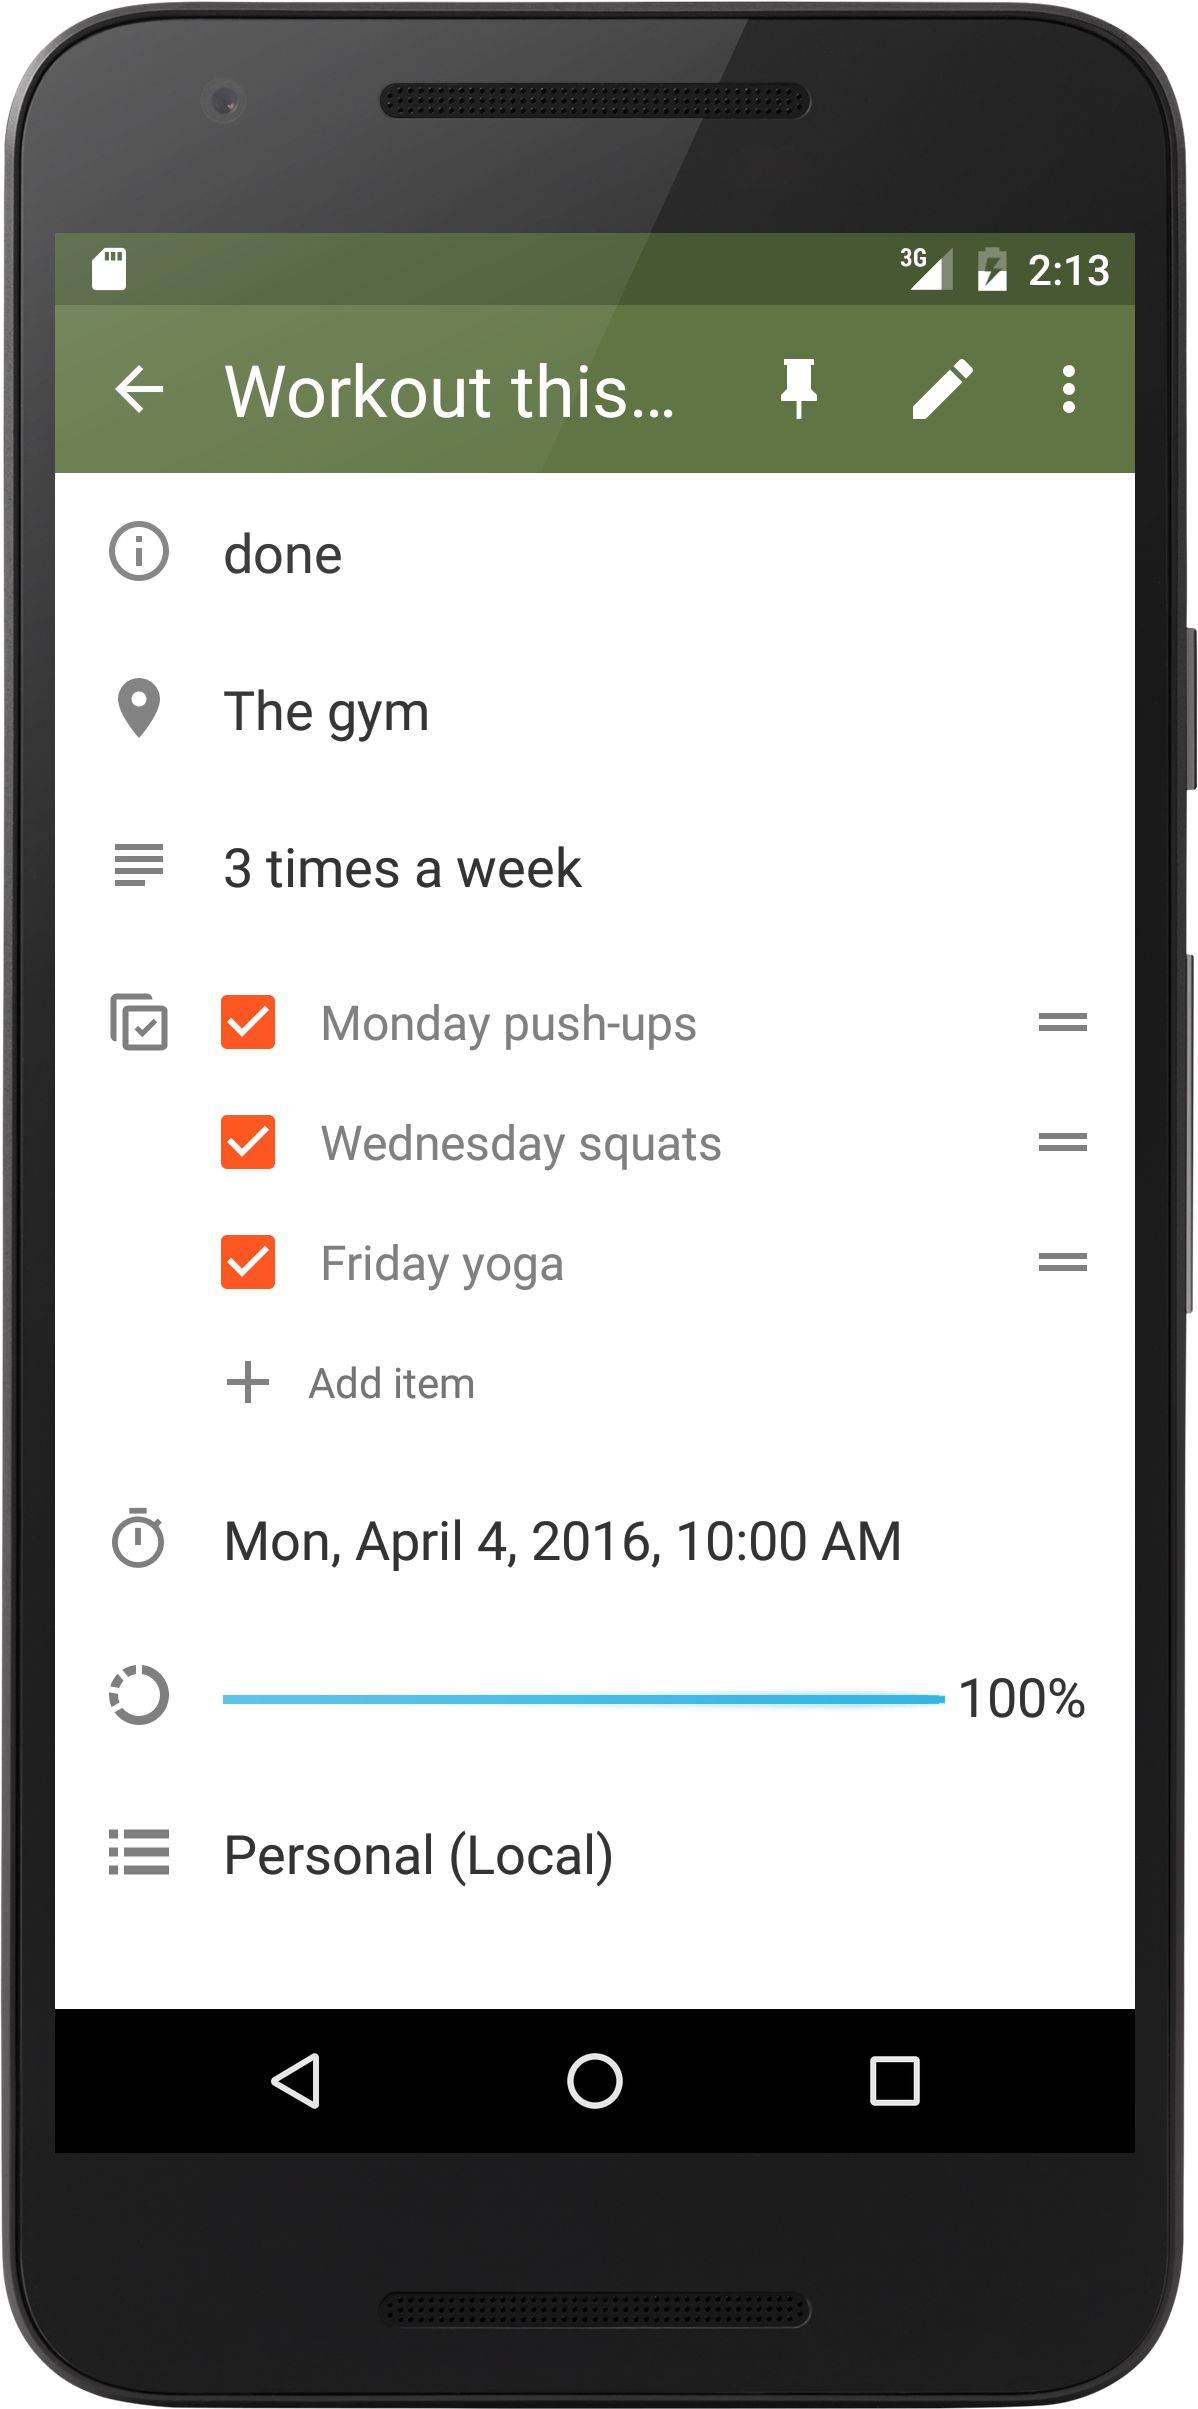 3G 2:13
Workout this...
done
The gym
3 times a week
Monday push-ups
Wednesday squats
Friday yoga
Add item
Mon, April 4, 2016, 10:00 AM
100%
Personal (Local)